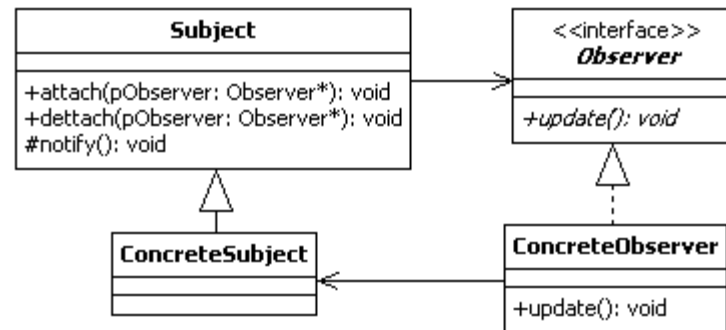 Subject
+attach(pObserver: Observer*): void
+dettach(pObserver: Observer*): void
#notify(): void
<<interface>>
Observer
+update(): void
ConcreteSubject
ConcreteObserver
+update(): void